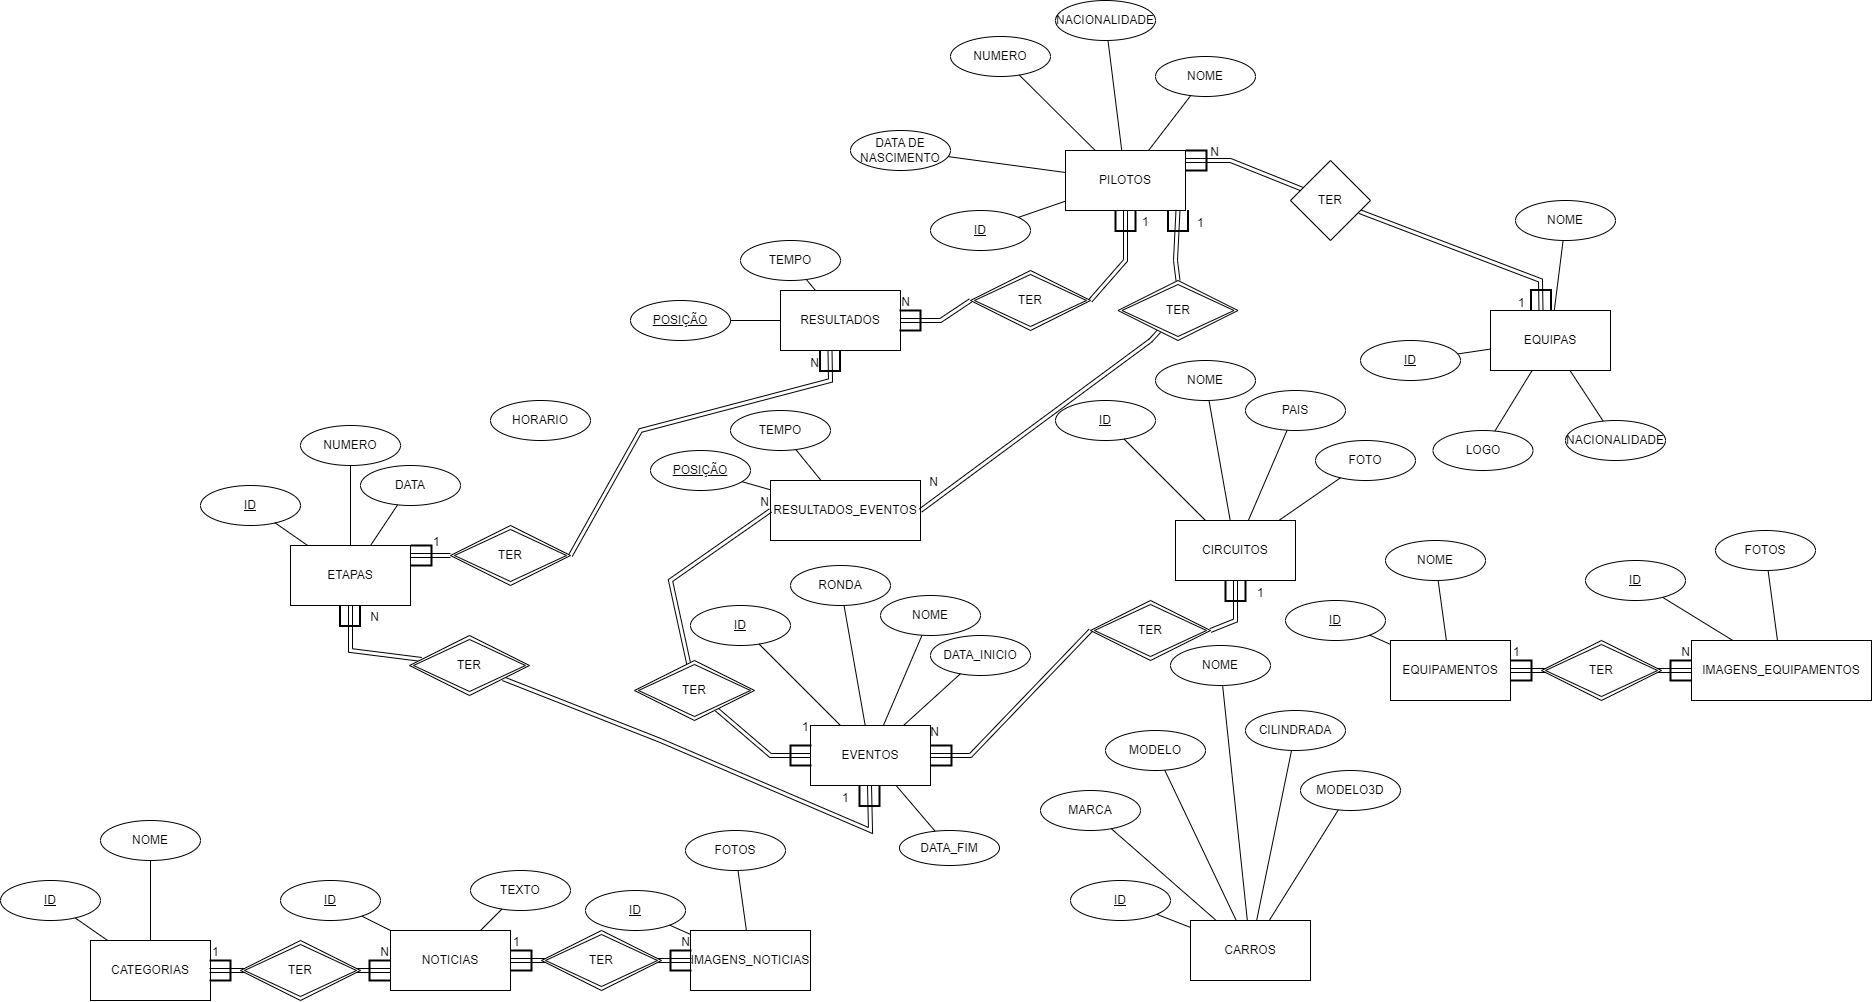 NACIONALIDADE
NUMERO
NOME
DATA DE
NASCIMENTO
PILOTOS
N
TER
ID
1
1
NOME
TEMPO
TER
TER
N
1
POSIÇÃO
RESULTADOS
EQUIPAS
N
ID
NOME
PAIS
ID
HORARIO
TEMPO
NACIONALIDADE
NUMERO
LOGO
FOTO
POSIÇÃO
DATA
N
N
ID
RESULTADOS_EVENTOS
1
TER
CIRCUITOS
FOTOS
NOME
ETAPAS
ID
RONDA
1
NOME
N
ID
ID
TER
1
N
DATA_INICIO
TER
NOME
EQUIPAMENTOS
TER
IMAGENS_EQUIPAMENTOS
TER
1
N
CILINDRADA
EVENTOS
MODELO
MODELO3D
1
MARCA
NOME
DATA_FIM
FOTOS
TEXTO
ID
ID
ID
ID
1
N
1
N
CATEGORIAS
TER
NOTICIAS
TER
IMAGENS_NOTICIAS
CARROS